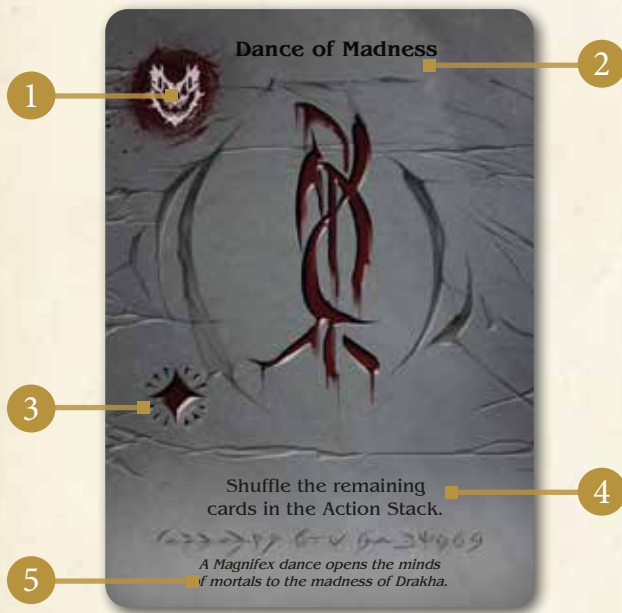 Dance of Madness
1
2
3
Shuffle the remaining
cards in the Action Stack.
4
A Magnifex dance opens the minds
of mortals to the madness of Drakha.
5